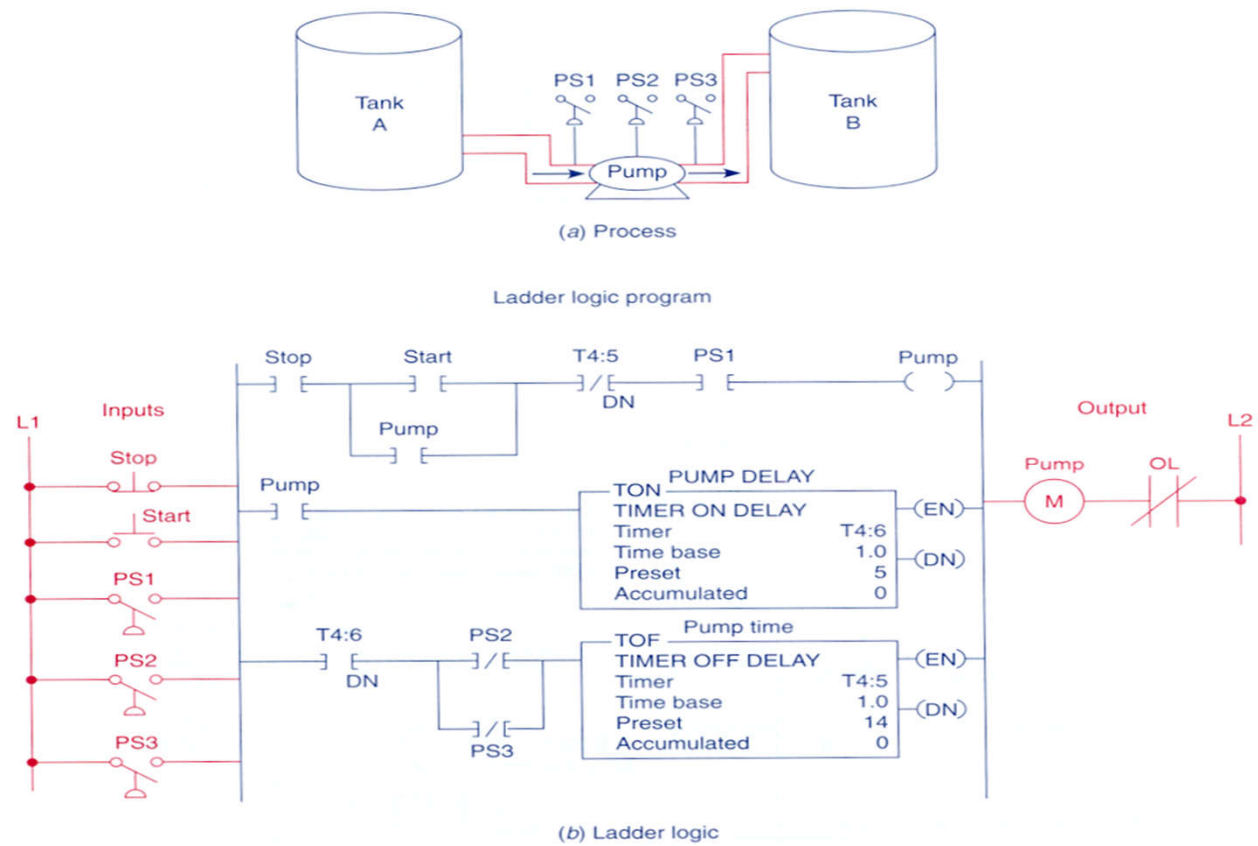 Tank
A
PS1 PS2 PS3
Pump
Tank
B
(a) Process
Ladder logic program
L1
Inputs
Stop
Start
PS1
PS2
PS3
Stop Start T4:5 PS1 Pump
DN
Pump
Pump
PUMP DELAY
TON
TIMER ON DELAY
Timer T4:6
Time base 1.0
Preset 5
Accumulated 0
(EN)
(DN)
T4:6 PS2
DN
PS3
Pump time
TOF
TIMER OFF DELAY
Timer T4:5
Time base 1.0
Preset 14
Accumulated 0
(EN)
(DN)
Output
L2
Pump OL
M
(b) Ladder logic